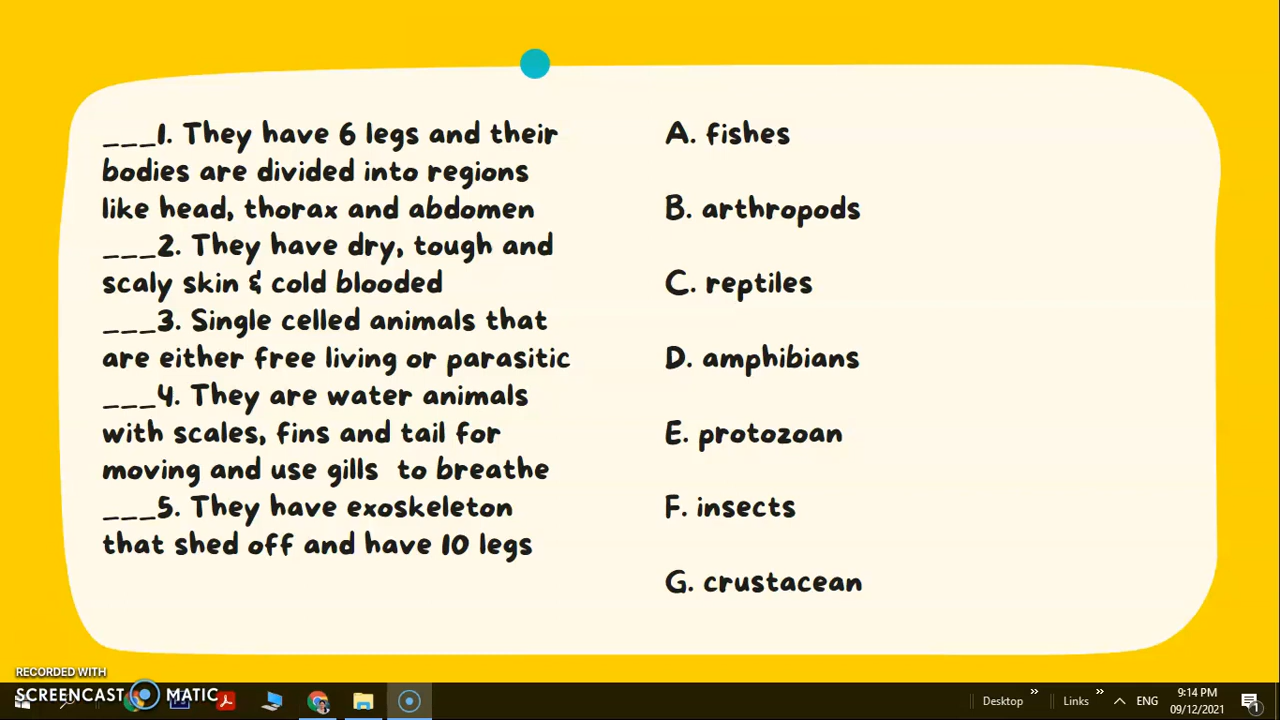 ___1. They have 6 legs and their
bodies are divided into regions
like head, thorax and abdomen
___2. They have dry, tough and
scaly skin & cold blooded
___3. Single celled animals that
are either free living or parasitic
___4. They are water animals
with scales, fins and tail for
moving and use gills to breathe
___5. They have exoskeleton
that shed off and have 10 legs
A. fishes
B. arthropods
C. reptiles
D. amphibians
E. protozoan
F. insects
G. crustacean
RECORDED WITH
SCREENCAST MATIC
Desktop
Links
ENG
9:14 PM
09/12/2021
1